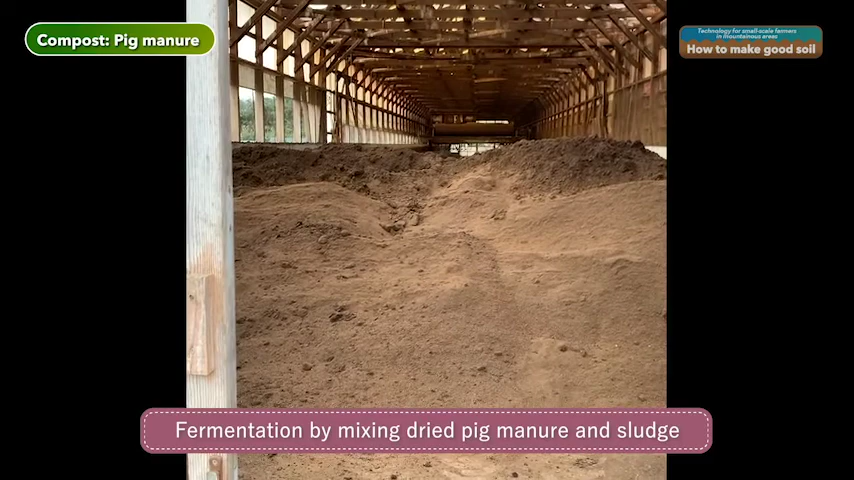 Compost: Pig manure
Technology for small-scale farmers
in mountainous areas
How to make good soil
Fermentation by mixing dried pig manure and sludge